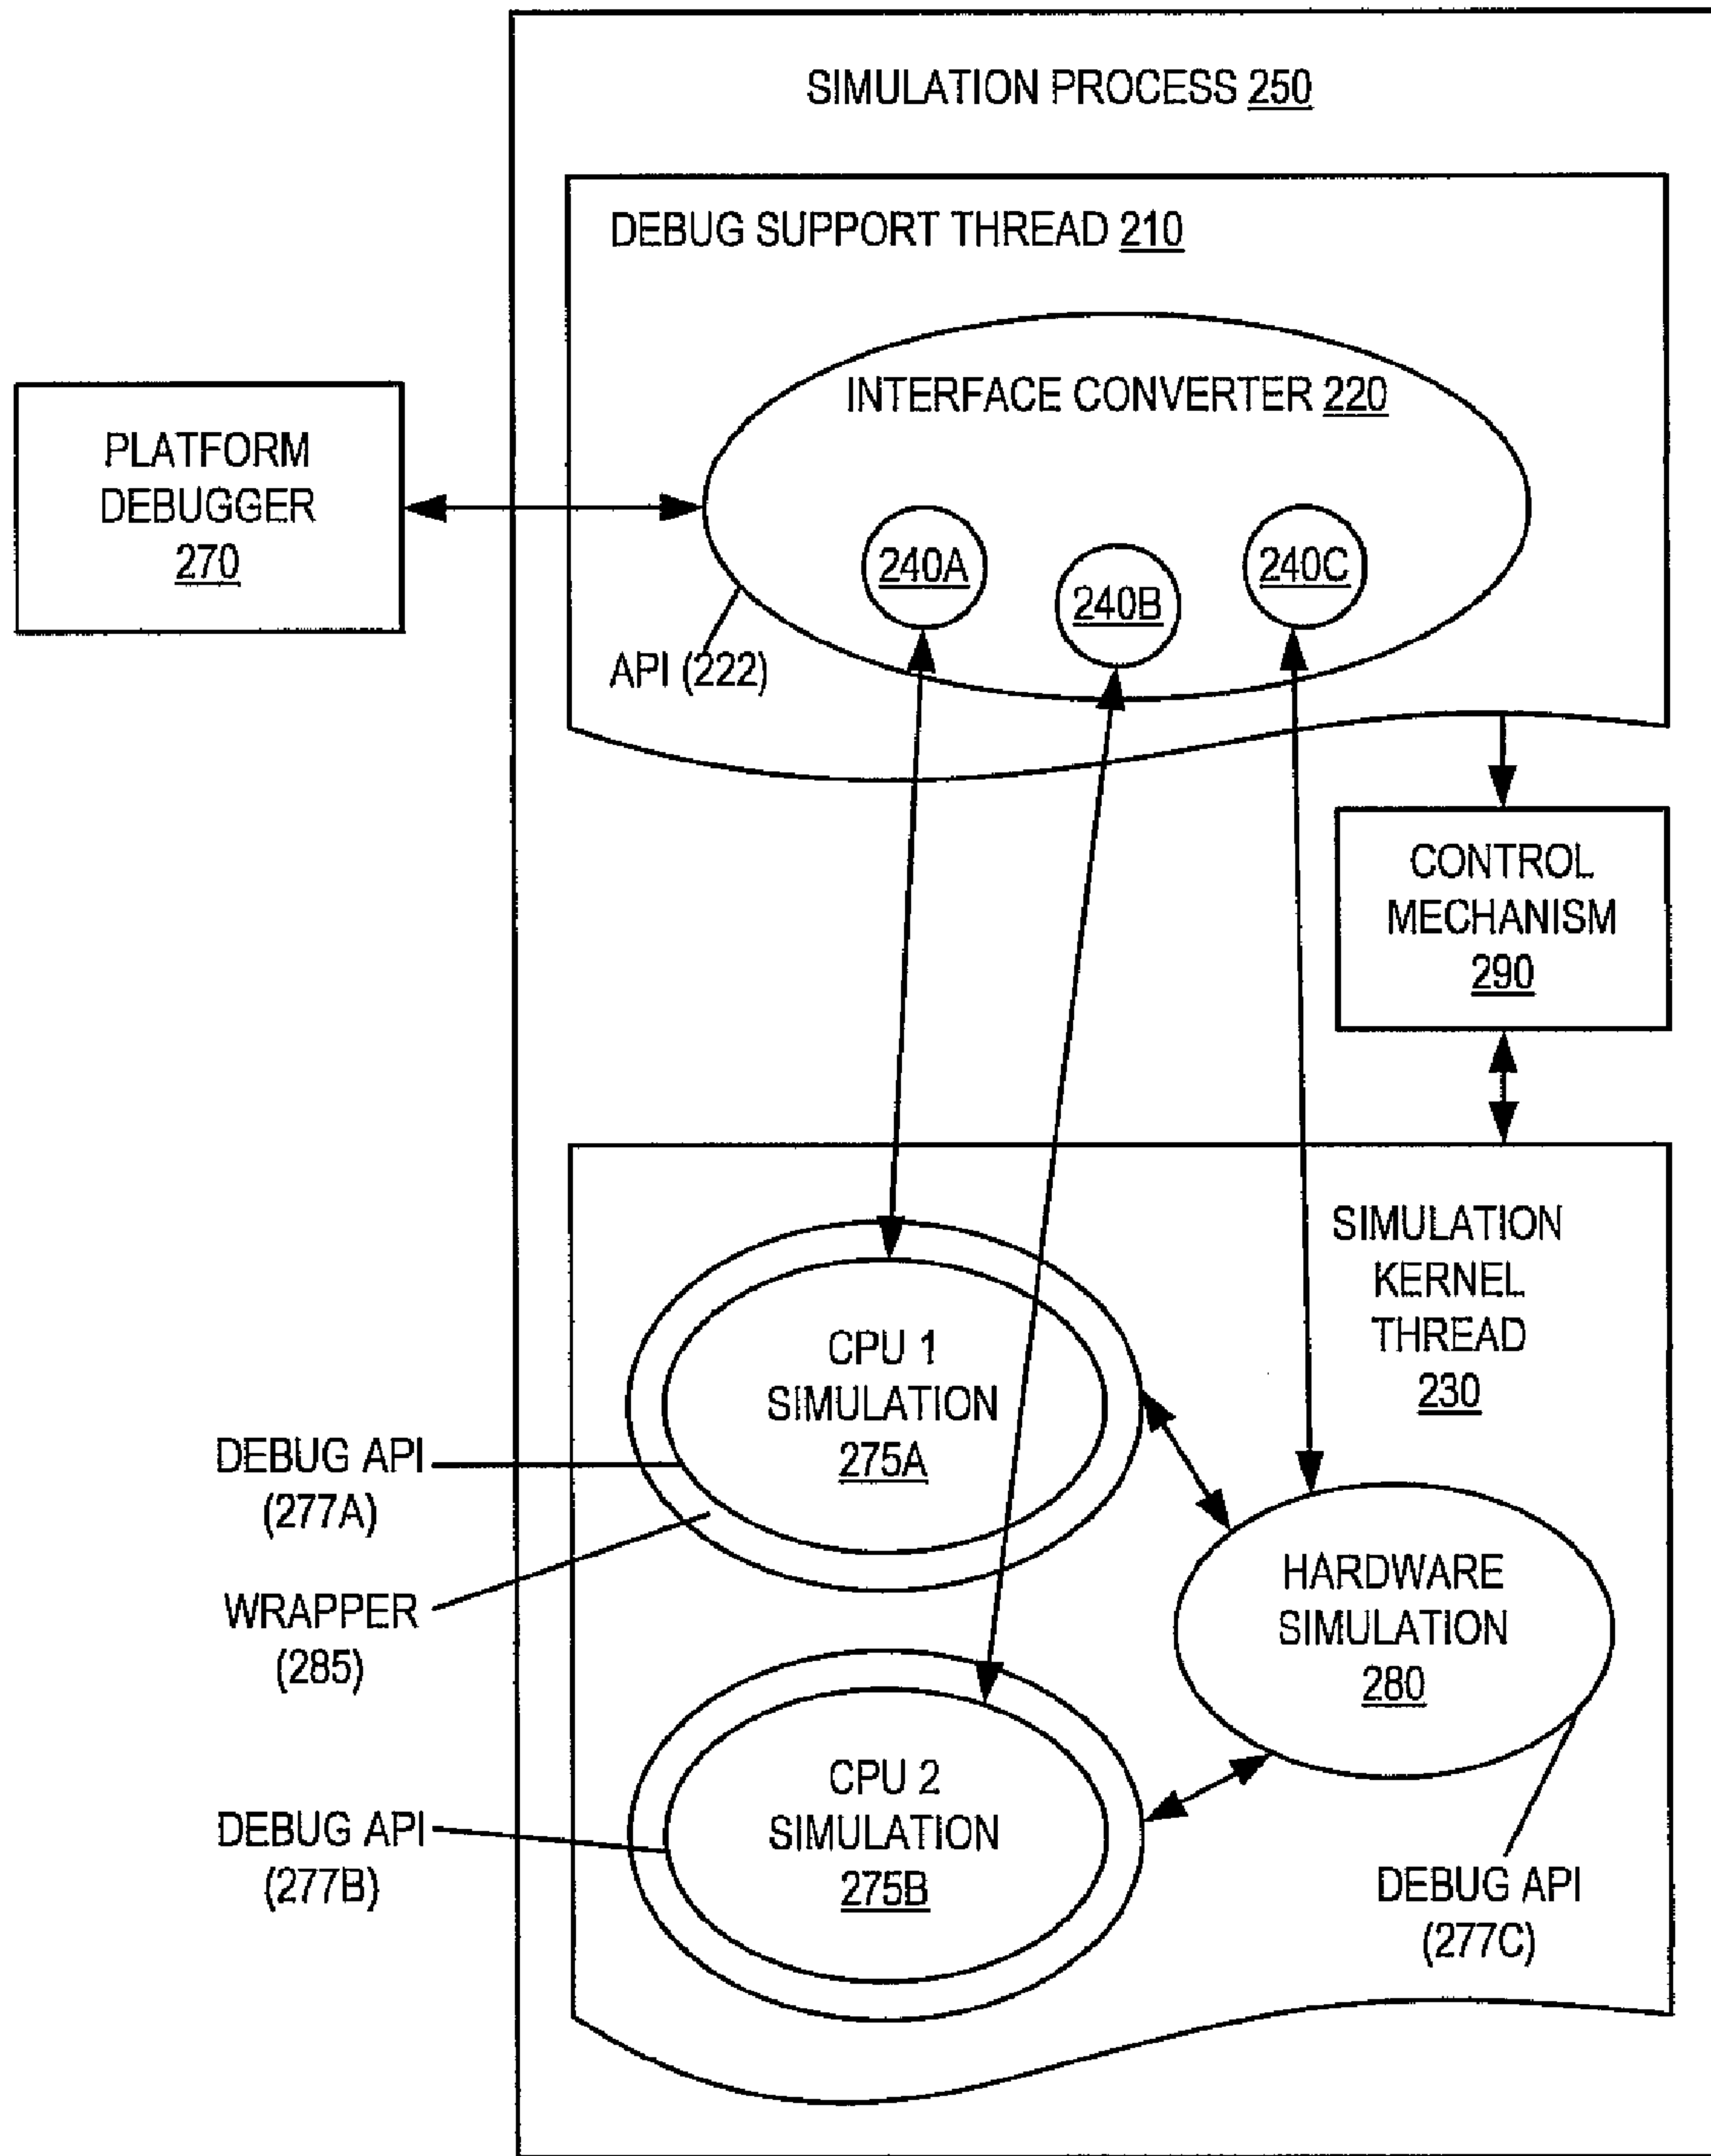 SIMULATION PROCESS 250
DEBUG SUPPORT THREAD 210
INTERFACE CONVERTER 220
PLATFORM
DEBUGGER
270
240A
240B
240C
API (222)
CONTROL
MECHANISM
290
SIMULATION
KERNEL
THREAD
230
CPU 1
SIMULATION
275A
DEBUG API
(277A)
WRAPPER
(285)
HARDWARE
SIMULATION
280
CPU 2
SIMULATION
275B
DEBUG API
(277B)
DEBUG API
(277C)